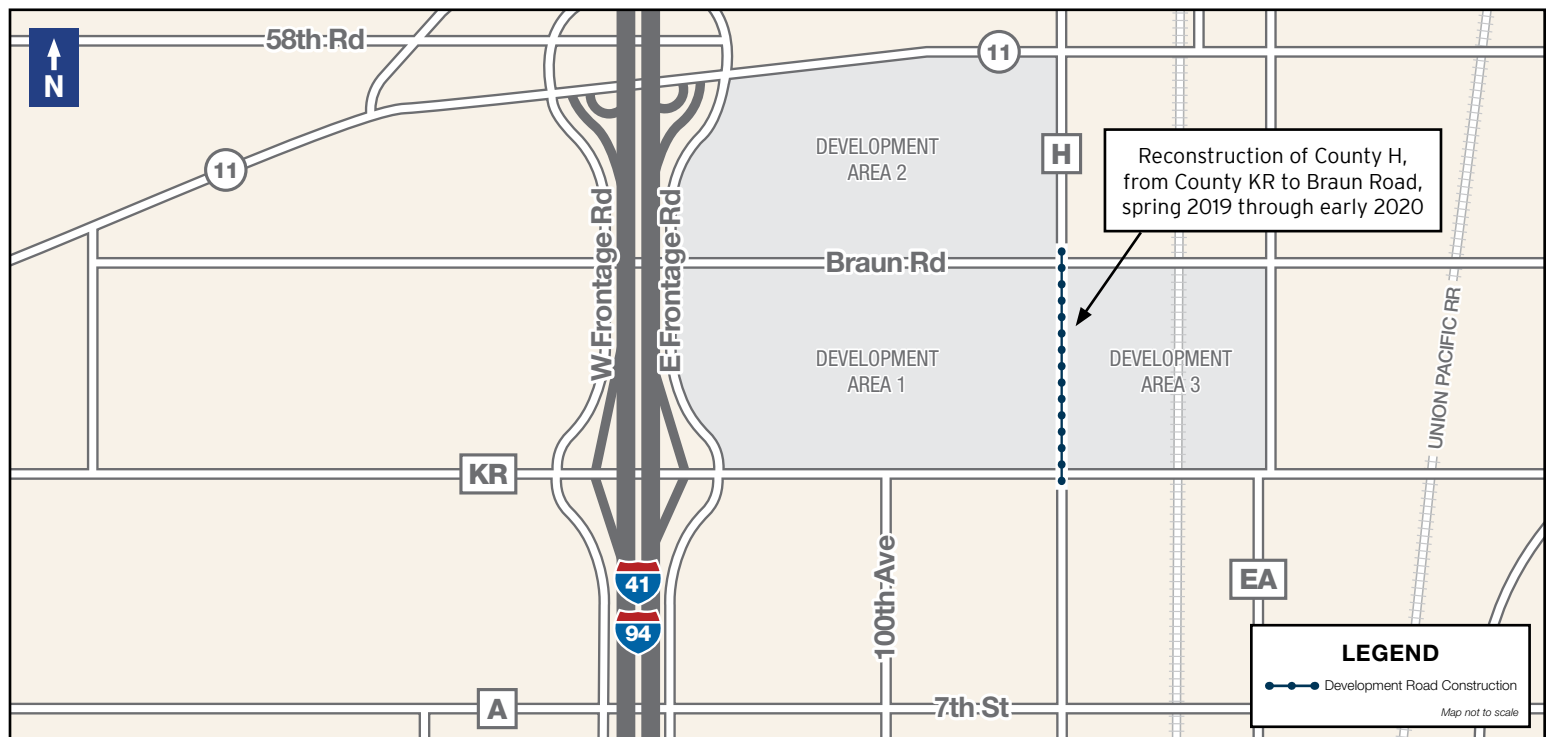 58th Rd
N
11
11
H
DEVELOPMENT
AREA 2
Reconstruction of County H,
from County KR to Braun Road,
spring 2019 through early 2020
W Frontage Rd
E Frontage Rd
Braun Rd
DEVELOPMENT
AREA 1
DEVELOPMENT
AREA 3
UNION PACIFIC RR
KR
41
94
100th Ave
EA
A
7th St
LEGEND
Development Road Construction
Map not to scale